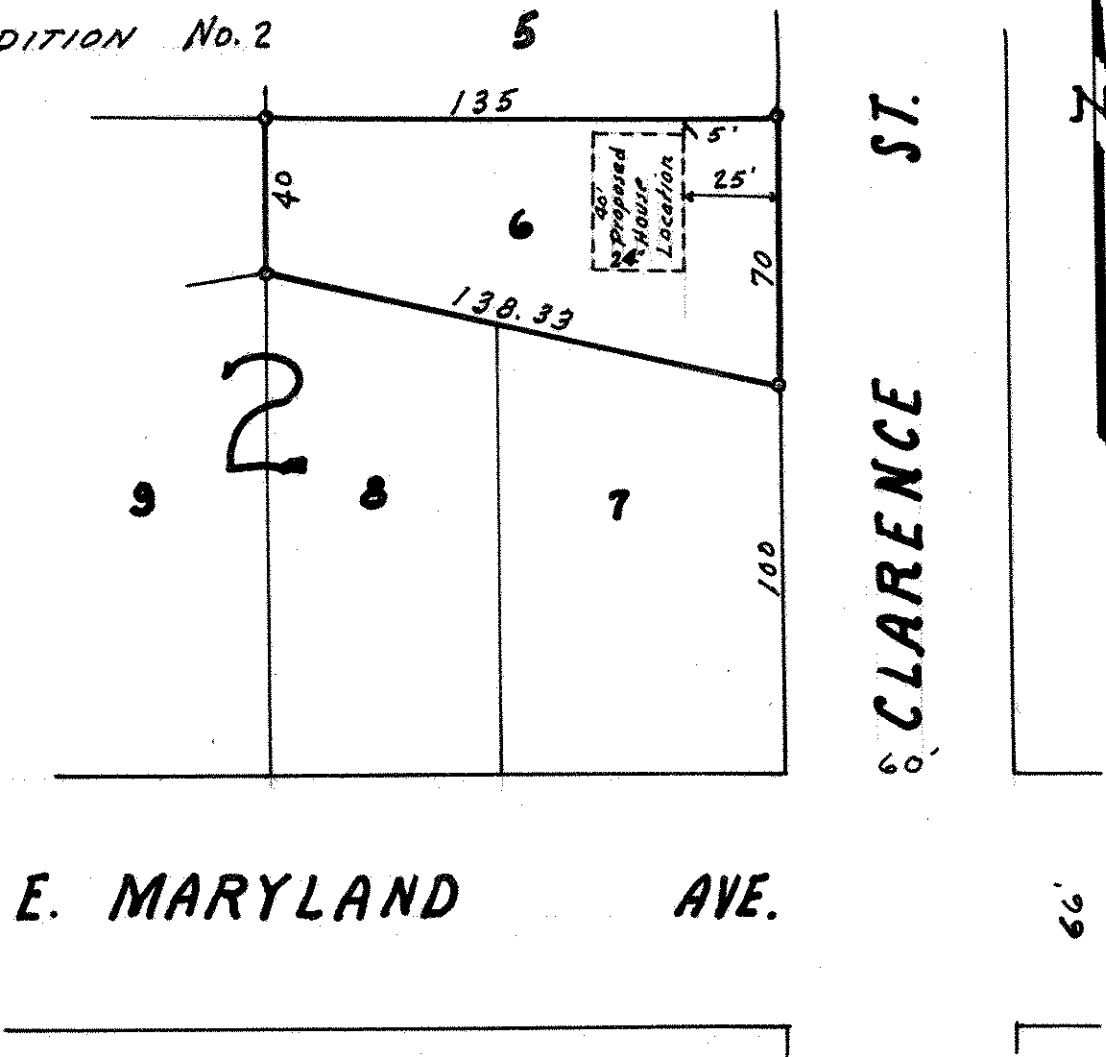 DITION No. 2
5
135
5'
25'
40
6
40'
Proposed
House
Location
24'
70
138.33
2
9
8
7
100
CLARENCE ST.
60'
E. MARYLAND AVE.
66'